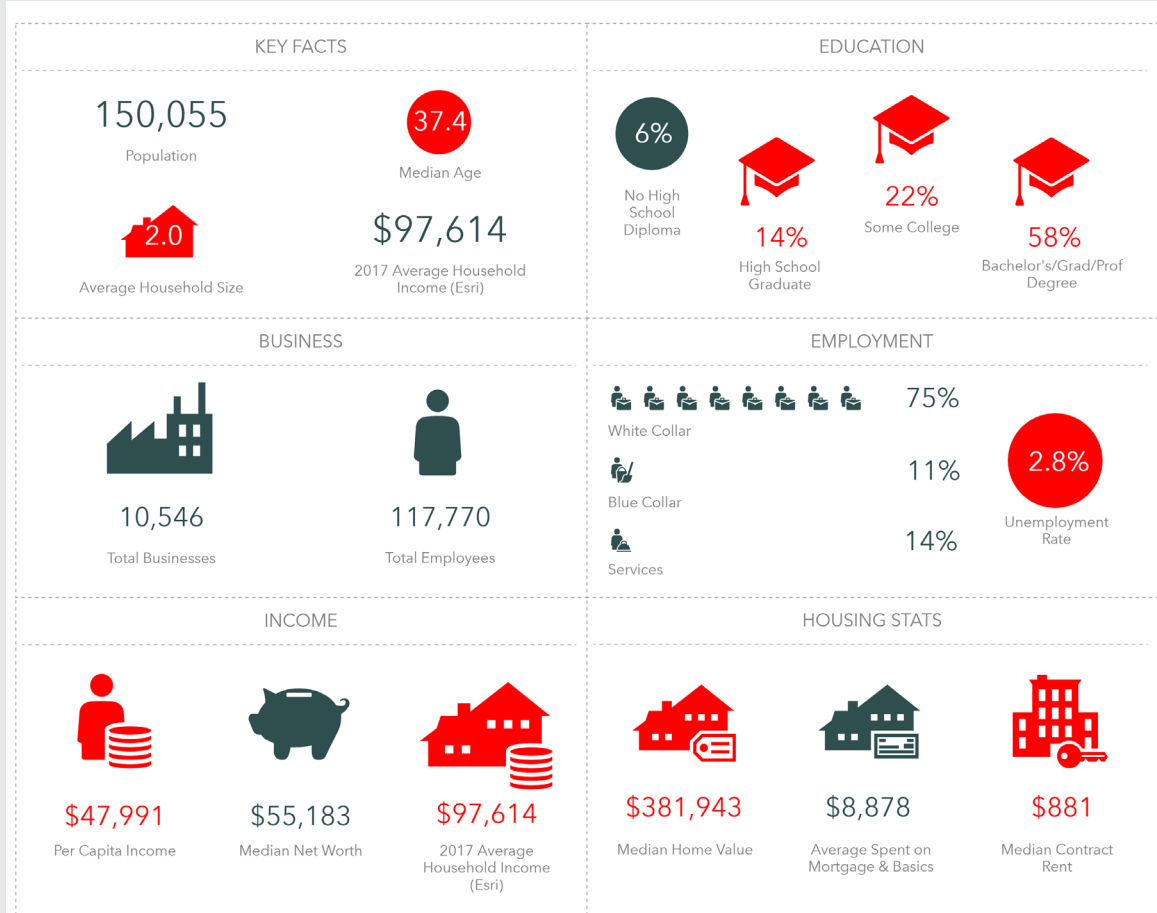 KEY FACTS
150,055
Population
37.4
Median Age
2.0
Average Household Size
$97,614
2017 Average Household
Income (Esri)
EDUCATION
6%
No High
School
Diploma
14%
High School
Graduate
22%
Some College
58%
Bachelor's/Grad/Prof
Degree
BUSINESS
10,546
Total Businesses
117,770
Total Employees
EMPLOYMENT
75%
White Collar
11%
Blue Collar
14%
Services
2.8%
Unemployment
Rate
INCOME
$47,991
Per Capita Income
$55,183
Median Net Worth
$97,614
2017 Average
Household Income
(Esri)
HOUSING STATS
$381,943
Median Home Value
$8,878
Average Spent on
Mortgage & Basics
$881
Median Contract
Rent